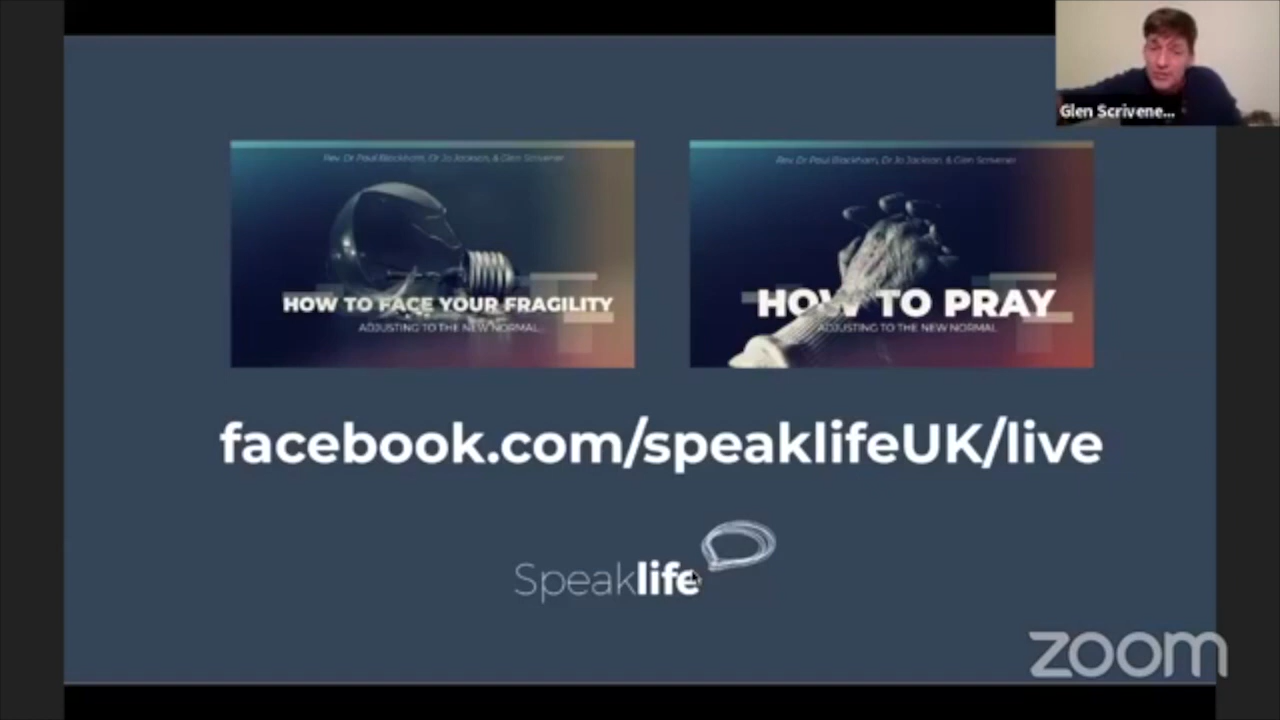 Glen Scrivene...
Rev. Dr Paul Blackham, Dr Jo Jackson, & Glen Scrivener
HOW TO FACE YOUR FRAGILITY
ADJUSTING TO THE NEW NORMAL
Rev. Dr Paul Blackham, Dr Jo Jackson, & Glen Scrivener
HOW TO PRAY
ADJUSTING TO THE NEW NORMAL
facebook.com/speaklifeUK/live
Speaklife
zoom